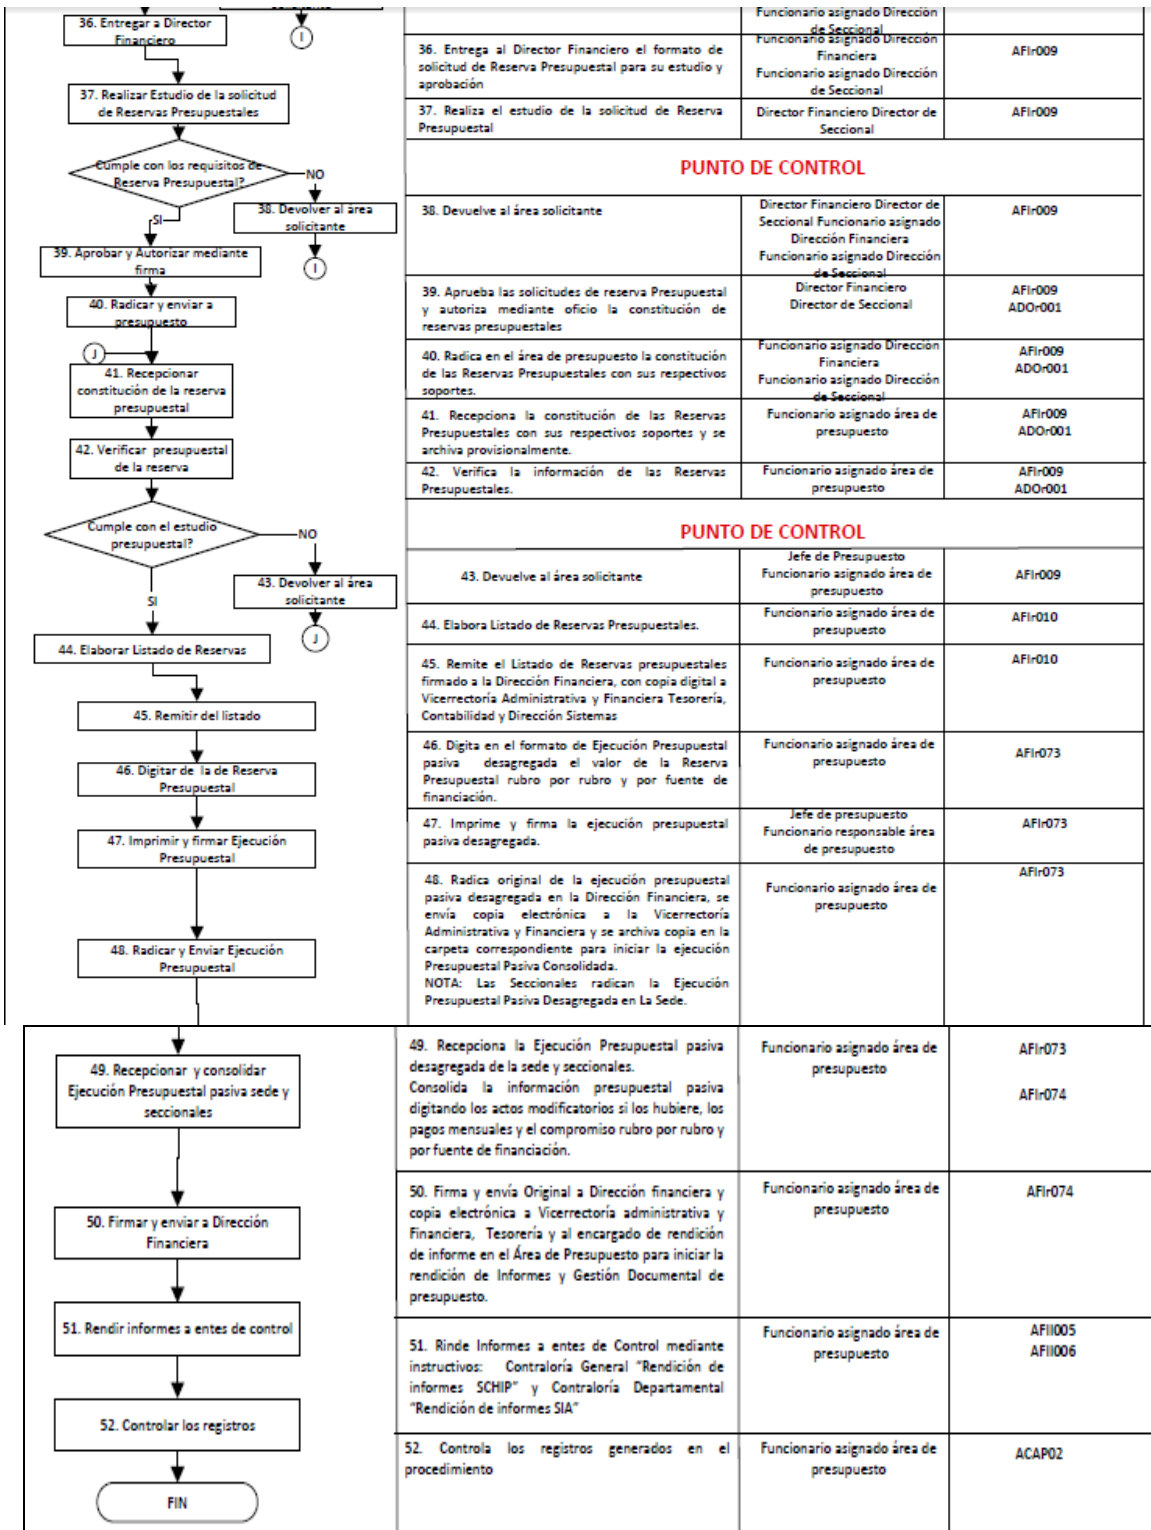 36. Entregar a Director
Financiero
I
Funcionario asignado Dirección
de Seccional
36. Entrega al Director Financiero el formato de
solicitud de Reserva Presupuestal para su estudio y
aprobación
Funcionario asignado Dirección
Financiera
Funcionario asignado Dirección
de Seccional
AFIr009
37. Realizar Estudio de la solicitud
de Reservas Presupuestales
37. Realiza el estudio de la solicitud de Reserva
Presupuestal
Director Financiero Director de
Seccional
AFIr009
Cumple con los requisitos de
Reserva Presupuestal?
NO
SI
PUNTO DE CONTROL
38. Devolver al área
solicitante
I
38. Devuelve al área solicitante
Director Financiero Director de
Seccional Funcionario asignado
Dirección Financiera
Funcionario asignado Dirección
de Seccional
AFIr009
39. Aprobar y Autorizar mediante
firma
39. Aprueba las solicitudes de reserva Presupuestal
y autoriza mediante oficio la constitución de
reservas presupuestales
Director Financiero
Director de Seccional
AFIr009
ADOr001
40. Radicar y enviar a
presupuesto
J
40. Radica en el área de presupuesto la constitución
de las Reservas Presupuestales con sus respectivos
soportes.
Funcionario asignado Dirección
Financiera
Funcionario asignado Dirección
de Seccional
AFIr009
ADOr001
41. Recepcionar
constitución de la reserva
presupuestal
41. Recepciona la constitución de las Reservas
Presupuestales con sus respectivos soportes y se
archiva provisionalmente.
Funcionario asignado área de
presupuesto
AFIr009
ADOr001
42. Verificar presupuestal
de la reserva
42. Verifica la información de las Reservas
Presupuestales.
Funcionario asignado área de
presupuesto
AFIr009
ADOr001
Cumple con el estudio
presupuestal?
NO
SI
PUNTO DE CONTROL
43. Devolver al área
solicitante
J
43. Devuelve al área solicitante
Jefe de Presupuesto
Funcionario asignado área de
presupuesto
AFIr009
44. Elaborar Listado de Reservas
44. Elabora Listado de Reservas Presupuestales.
Funcionario asignado área de
presupuesto
AFIr010
45. Remitir del listado
45. Remite el Listado de Reservas presupuestales
firmado a la Dirección Financiera, con copia digital a
Vicerrectoría Administrativa y Financiera Tesorería,
Contabilidad y Dirección Sistemas
Funcionario asignado área de
presupuesto
AFIr010
46. Digitar de la de Reserva
Presupuestal
46. Digita en el formato de Ejecución Presupuestal
pasiva desagregada el valor de la Reserva
Presupuestal rubro por rubro y por fuente de
financiación.
Funcionario asignado área de
presupuesto
AFIr073
47. Imprimir y firmar Ejecución
Presupuestal
47. Imprime y firma la ejecución presupuestal
pasiva desagregada.
Jefe de presupuesto
Funcionario responsable área
de presupuesto
AFIr073
48. Radicar y Enviar Ejecución
Presupuestal
48. Radica original de la ejecución presupuestal
pasiva desagregada en la Dirección Financiera, se
envía copia electrónica a la Vicerrectoría
Administrativa y Financiera y se archiva copia en la
carpeta correspondiente para iniciar la ejecución
Presupuestal Pasiva Consolidada.
NOTA: Las Seccionales radican la Ejecución
Presupuestal Pasiva Desagregada en La Sede.
Funcionario asignado área de
presupuesto
AFIr073
49. Recepcionar y consolidar
Ejecución Presupuestal pasiva sede y
seccionales
49. Recepciona la Ejecución Presupuestal pasiva
desagregada de la sede y seccionales.
Consolida la información presupuestal pasiva
digitando los actos modificatorios si los hubiere, los
pagos mensuales y el compromiso rubro por rubro y
por fuente de financiación.
Funcionario asignado área de
presupuesto
AFIr073
AFIr074
50. Firmar y enviar a Dirección
Financiera
50. Firma y envía Original a Dirección financiera y
copia electrónica a Vicerrectoría administrativa y
Financiera, Tesorería y al encargado de rendición
de informe en el Área de Presupuesto para iniciar la
rendición de Informes y Gestión Documental de
presupuesto.
Funcionario asignado área de
presupuesto
AFIr074
51. Rendir informes a entes de control
51. Rinde Informes a entes de Control mediante
instructivos: Contraloría General "Rendición de
informes SCHIP" y Contraloría Departamental
"Rendición de informes SIA"
Funcionario asignado área de
presupuesto
AFII005
AFII006
52. Controlar los registros
52. Controla los registros generados en el
procedimiento
Funcionario asignado área de
presupuesto
ACAP02
FIN